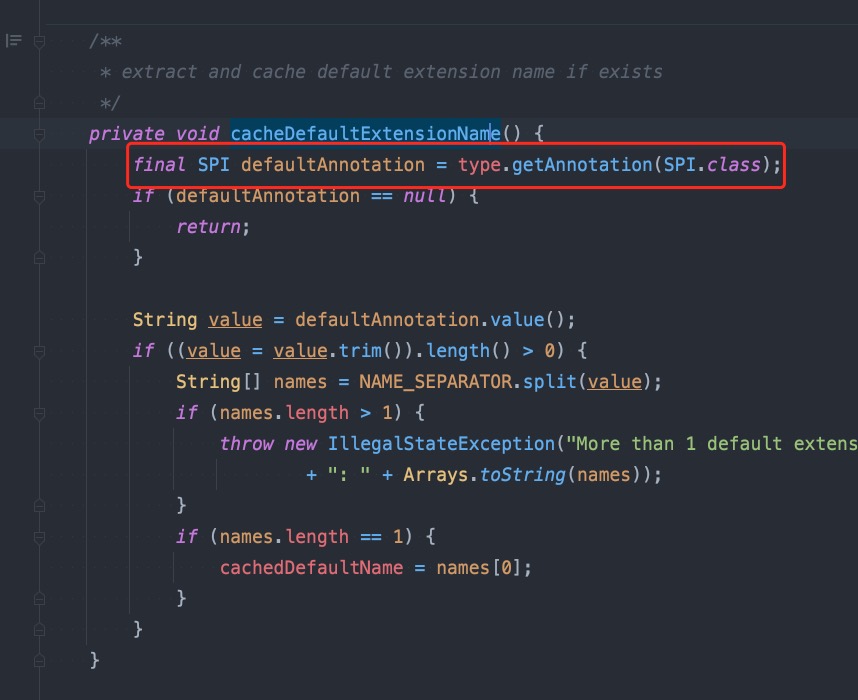 /**
* extract and cache default extension name if exists
*/
private void cacheDefaultExtensionName() {
final SPI defaultAnnotation = type.getAnnotation(SPI.class);
if (defaultAnnotation == null) {
return;
}
String value = defaultAnnotation.value();
if ((value = value.trim()).length() > 0) {
String[] names = NAME_SEPARATOR.split(value);
if (names.length > 1) {
throw new IllegalStateException("More than 1 default extens
+ ": " + Arrays.toString(names));
}
if (names.length == 1) {
cachedDefaultName = names[0];
}
}
}